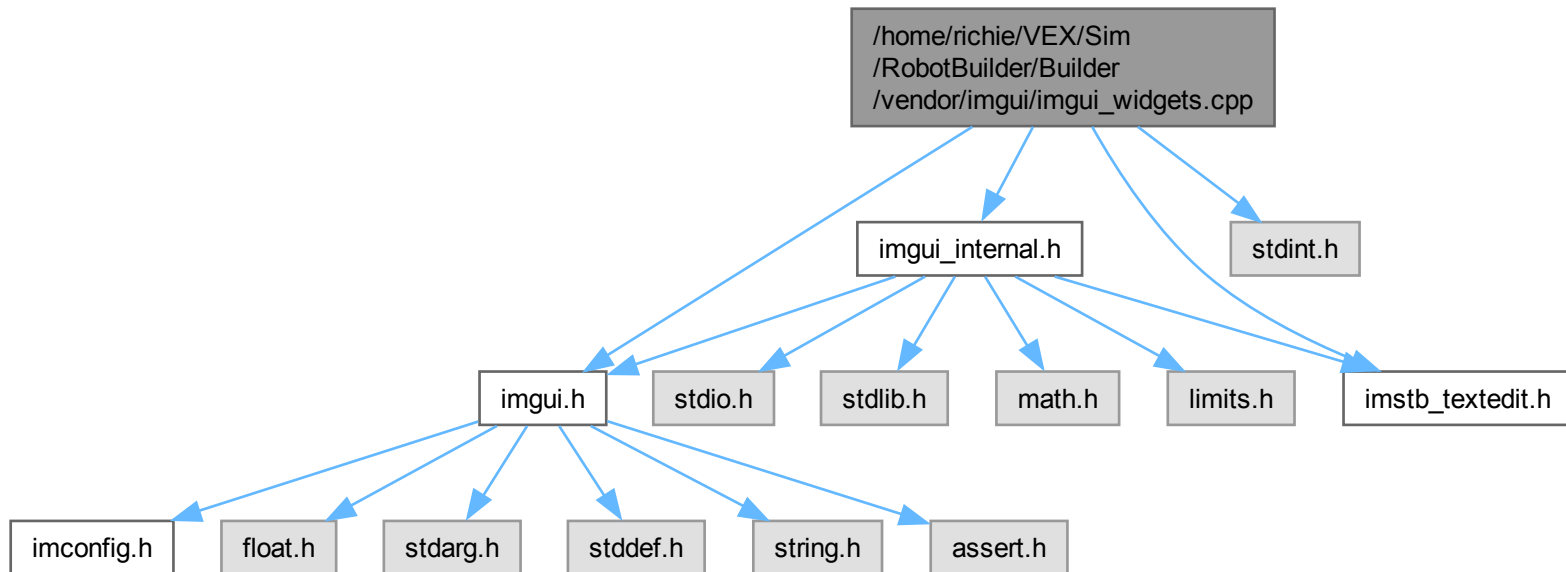 /home/richie/VEX/Sim
/RobotBuilder/Builder
/vendor/imgui/imgui_widgets.cpp
imgui_internal.h
stdint.h
imgui.h
stdio.h
stdlib.h
math.h
limits.h
imstb_textedit.h
imconfig.h
float.h
stdarg.h
stddef.h
string.h
assert.h